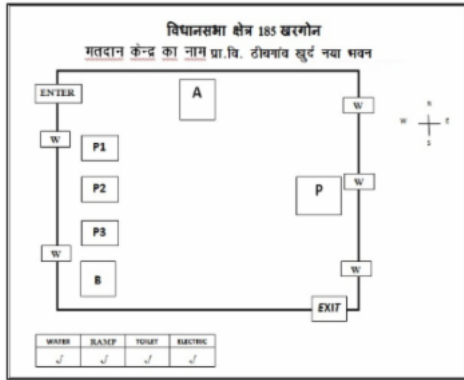 विधानसभा क्षेत्र 185 खरगोन
मतदान केन्द्र का नाम प्रा.वि. ठीबगांव खुर्द नया भवन
ENTER
A
W
N
W E
S
W
P1
P2
P
W
P3
W
B
W
EXIT
WATER RAMP TOILET ELECTRIC
√ √ √ √